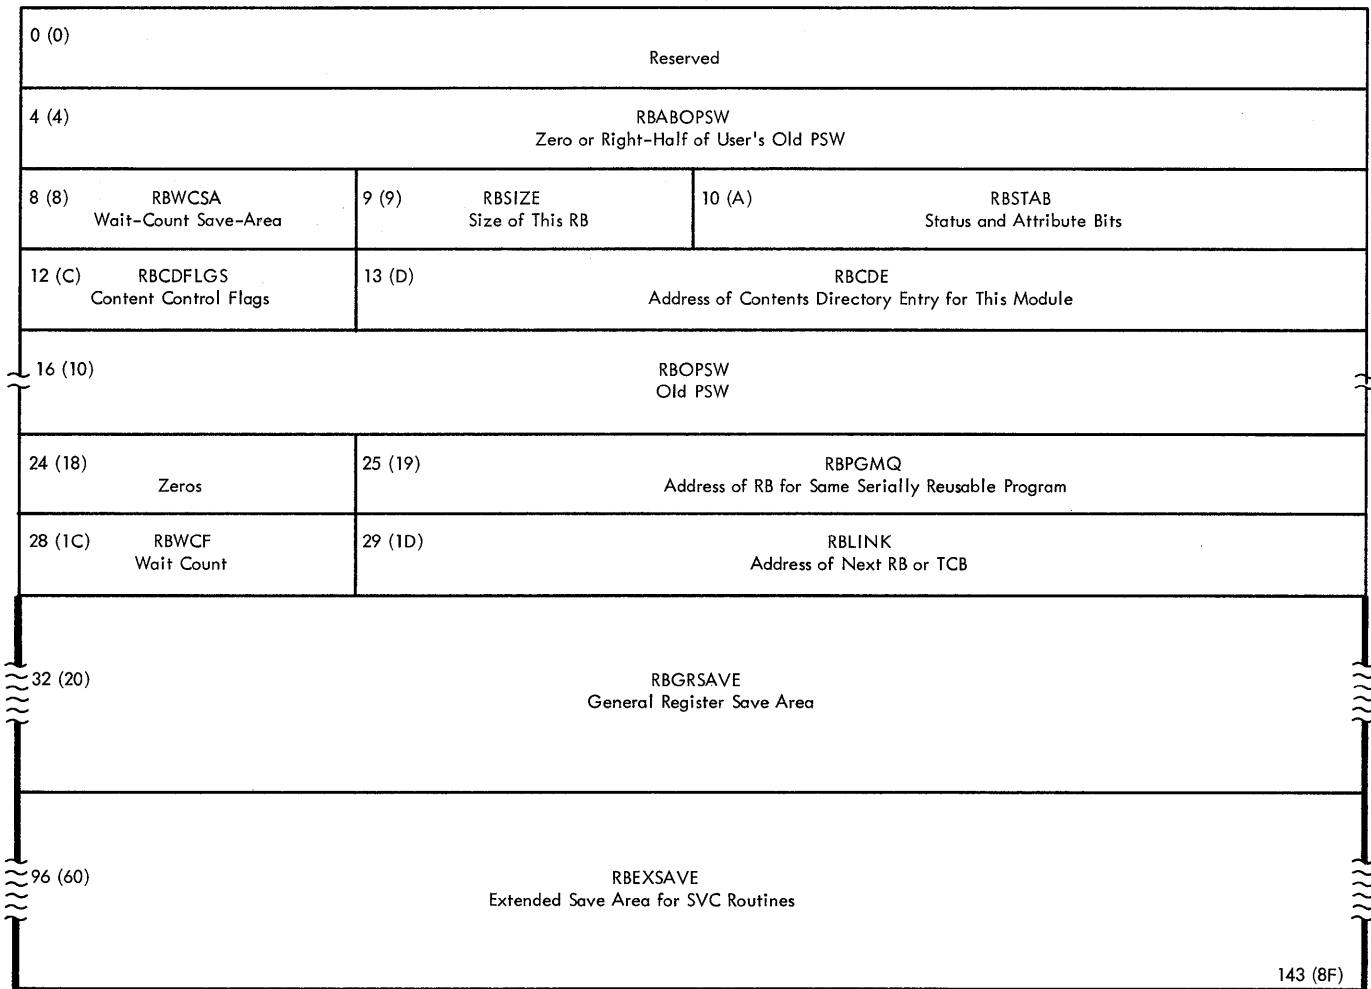 0 (0)
Reserved
4 (4) RBABOPSW
Zero or Right-Half of User's Old PSW
8 (8) RBWCSA
Wait-Count Save-Area
9 (9) RBSIZE
Size of This RB
10 (A) RBSTAB
Status and Attribute Bits
12 (C) RBCDFLGS
Content Control Flags
13 (D) RBCDE
Address of Contents Directory Entry for This Module
16 (10) RBOPSW
Old PSW
24 (18)
Zeros
25 (19) RBPGMQ
Address of RB for Same Serially Reusable Program
28 (1C) RBWCF
Wait Count
29 (1D) RBLINK
Address of Next RB or TCB
32 (20) RBGRSAVE
General Register Save Area
96 (60) RBEXSAVE
Extended Save Area for SVC Routines
143 (8F)